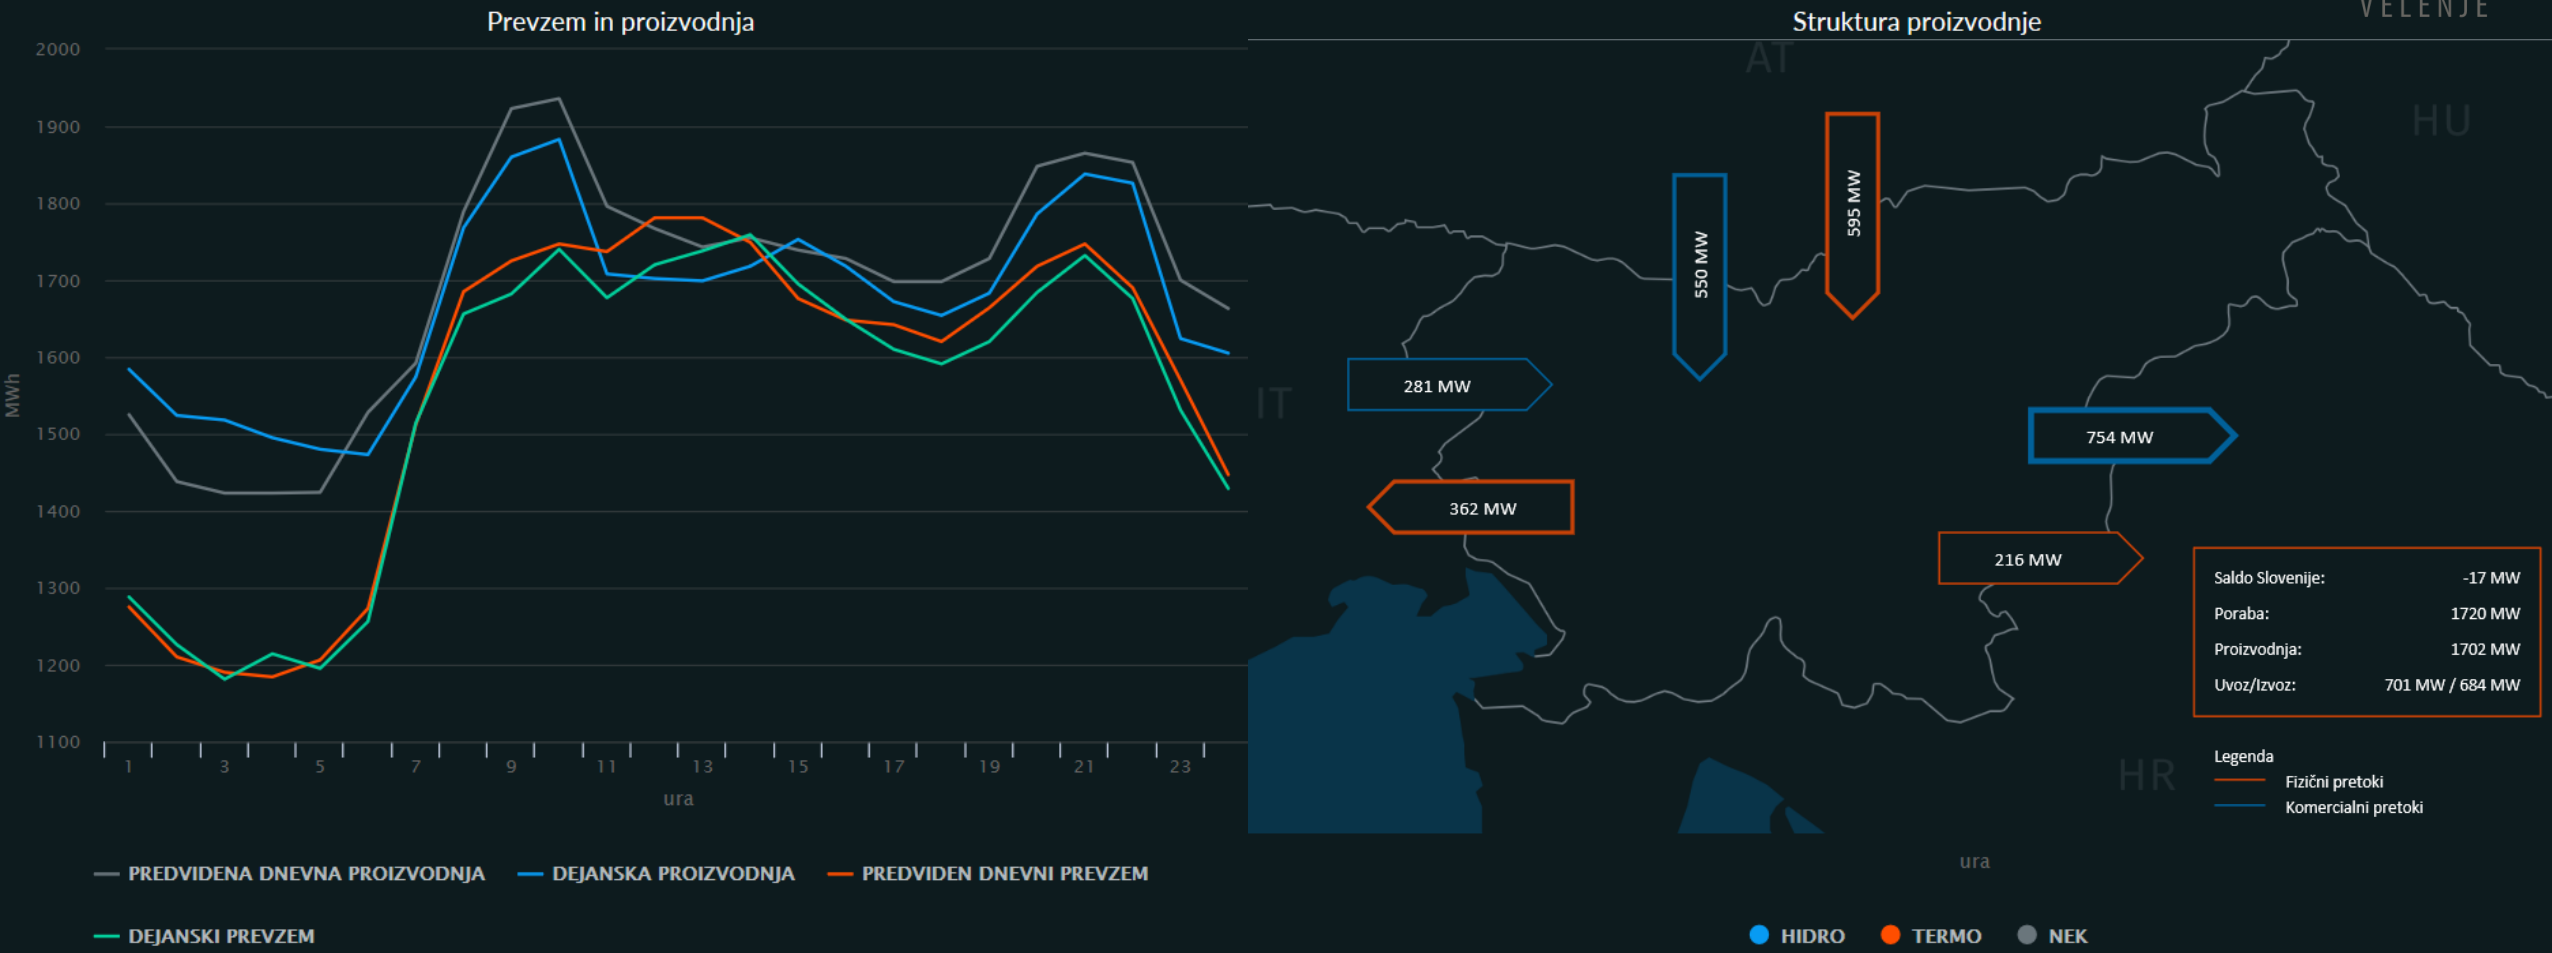 Prevzem in proizvodnja
2000
1900
1800
1700
1600
1500
1400
1300
1200
1100
MWh
1 3 5 7 9 11 13 15 17 19 21 23
ura
PREDVIDENA DNEVNA PROIZVODNJA DEJANSKA PROIZVODNJA PREDVIDEN DNEVNI PREVZEM
DEJANSKI PREVZEM
VELENJE
Struktura proizvodnje
AT
HU
595 MW
550 MW
281 MW
IT
754 MW
362 MW
216 MW
Saldo Slovenije: -17 MW
Poraba: 1720 MW
Proizvodnja: 1702 MW
Uvoz/Izvoz: 701 MW / 684 MW
HR
Legenda
Fizični pretoki
Komercialni pretoki
ura
HIDRO TERMO NEK